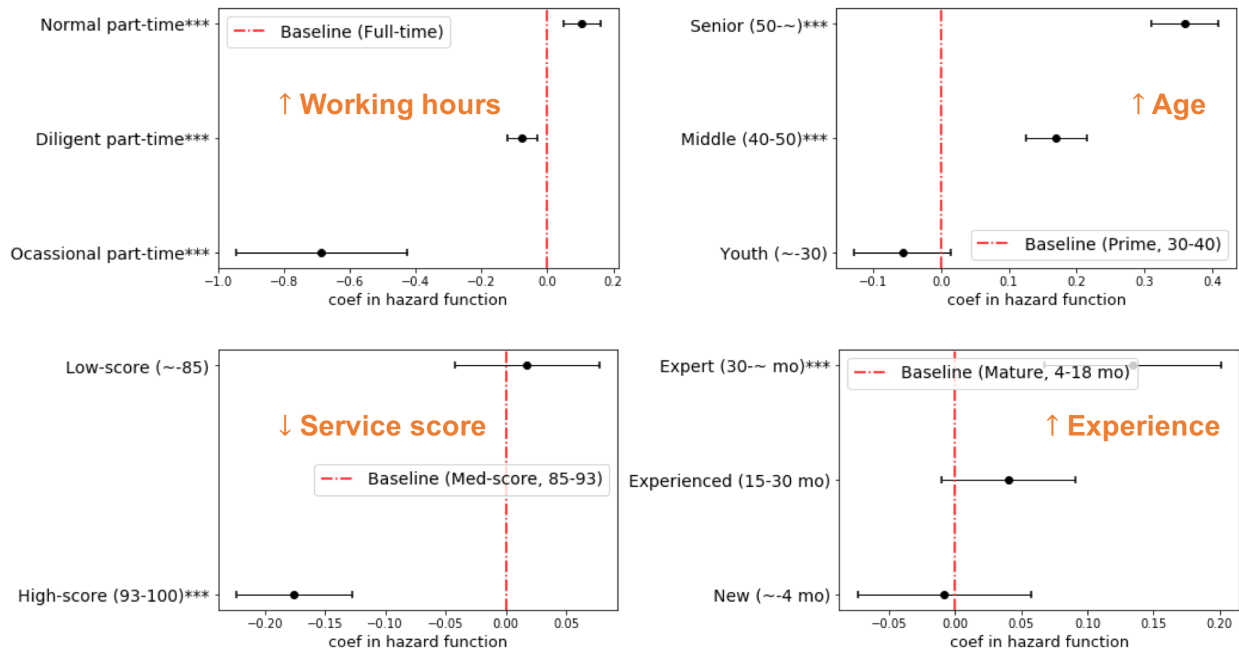 Normal part-time***
Baseline (Full-time)
↑ Working hours
Diligent part-time***
Ocassional part-time***
−1.0 −0.8 −0.6 −0.4 −0.2 0.0 0.2
coef in hazard function
Senior (50-~)***
↑ Age
Middle (40-50)***
Baseline (Prime, 30-40)
Youth (~-30)
−0.1 0.0 0.1 0.2 0.3 0.4
coef in hazard function
Low-score (~-85)
↓ Service score
Baseline (Med-score, 85-93)
High-score (93-100)***
−0.20 −0.15 −0.10 −0.05 0.00 0.05
coef in hazard function
Expert (30-~ mo)***
Baseline (Mature, 4-18 mo)
↑ Experience
Experienced (15-30 mo)
New (~-4 mo)
−0.05 0.00 0.05 0.10 0.15 0.20
coef in hazard function